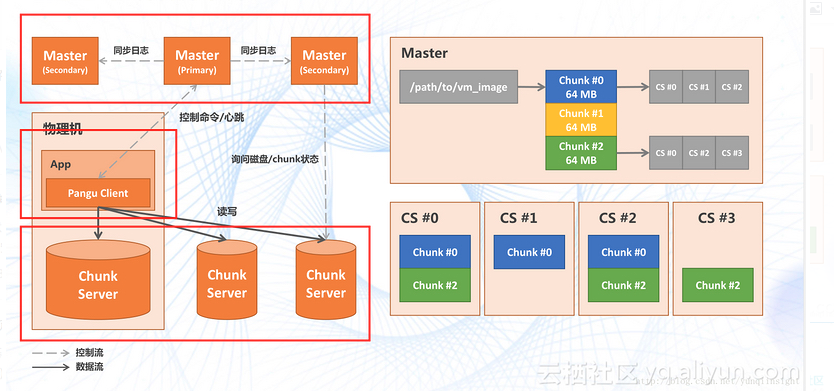 同步日志
同步日志
Master
(Secondary)
Master
(Primary)
Master
(Secondary)
控制命令/心跳
物理机
App
Pangu Client
询问磁盘/chunk状态
读写
Chunk
Server
Chunk
Server
Chunk
Server
控制流
数据流
Master
/path/to/vm_image
Chunk #0
64 MB
CS #0
CS #1
CS #2
Chunk #1
64 MB
Chunk #2
64 MB
CS #0
CS #2
CS #3
CS #0
Chunk #0
Chunk #2
CS #1
Chunk #0
CS #2
Chunk #0
Chunk #2
CS #3
Chunk #2
云栖社区 yq.aliyun.com